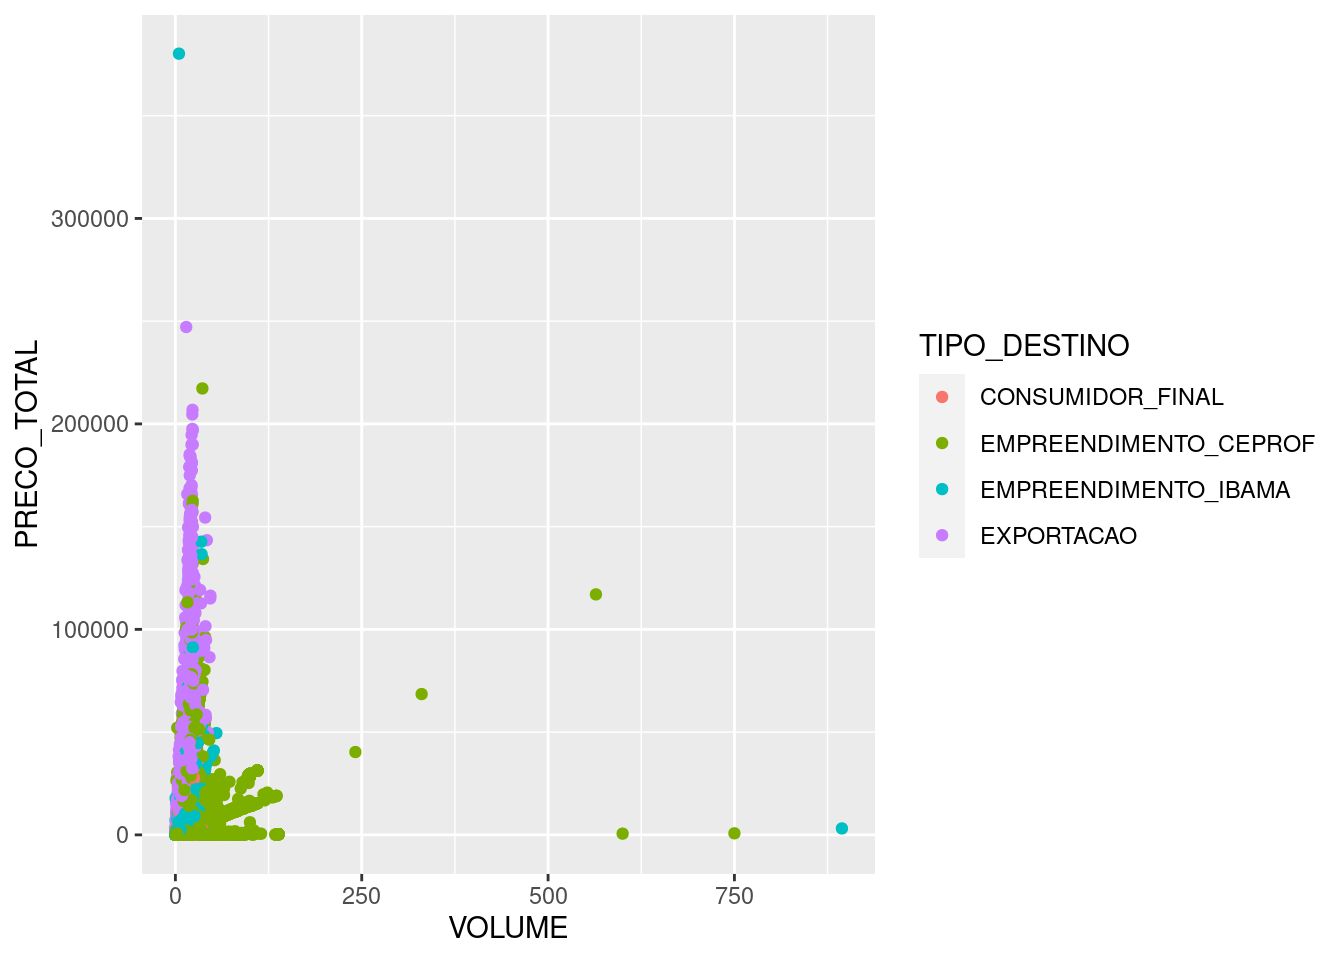 PRECO_TOTAL
300000
200000
100000
0
0 250 500 750
VOLUME
TIPO_DESTINO
CONSUMIDOR_FINAL
EMPREENDIMENTO_CEPROF
EMPREENDIMENTO_IBAMA
EXPORTACAO